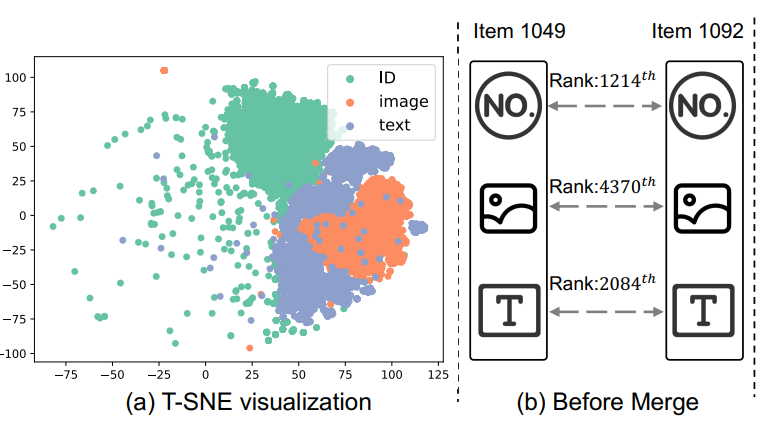 ID
image
text
100
75
50
25
0
−25
−50
−75
−100
−75
−50
−25
0
25
50
75
100
125
(a) T-SNE visualization
Item 1049
Item 1092
NO.
Rank:1214th
NO.
Rank:4370th
Rank:2084th
T
T
(b) Before Merge